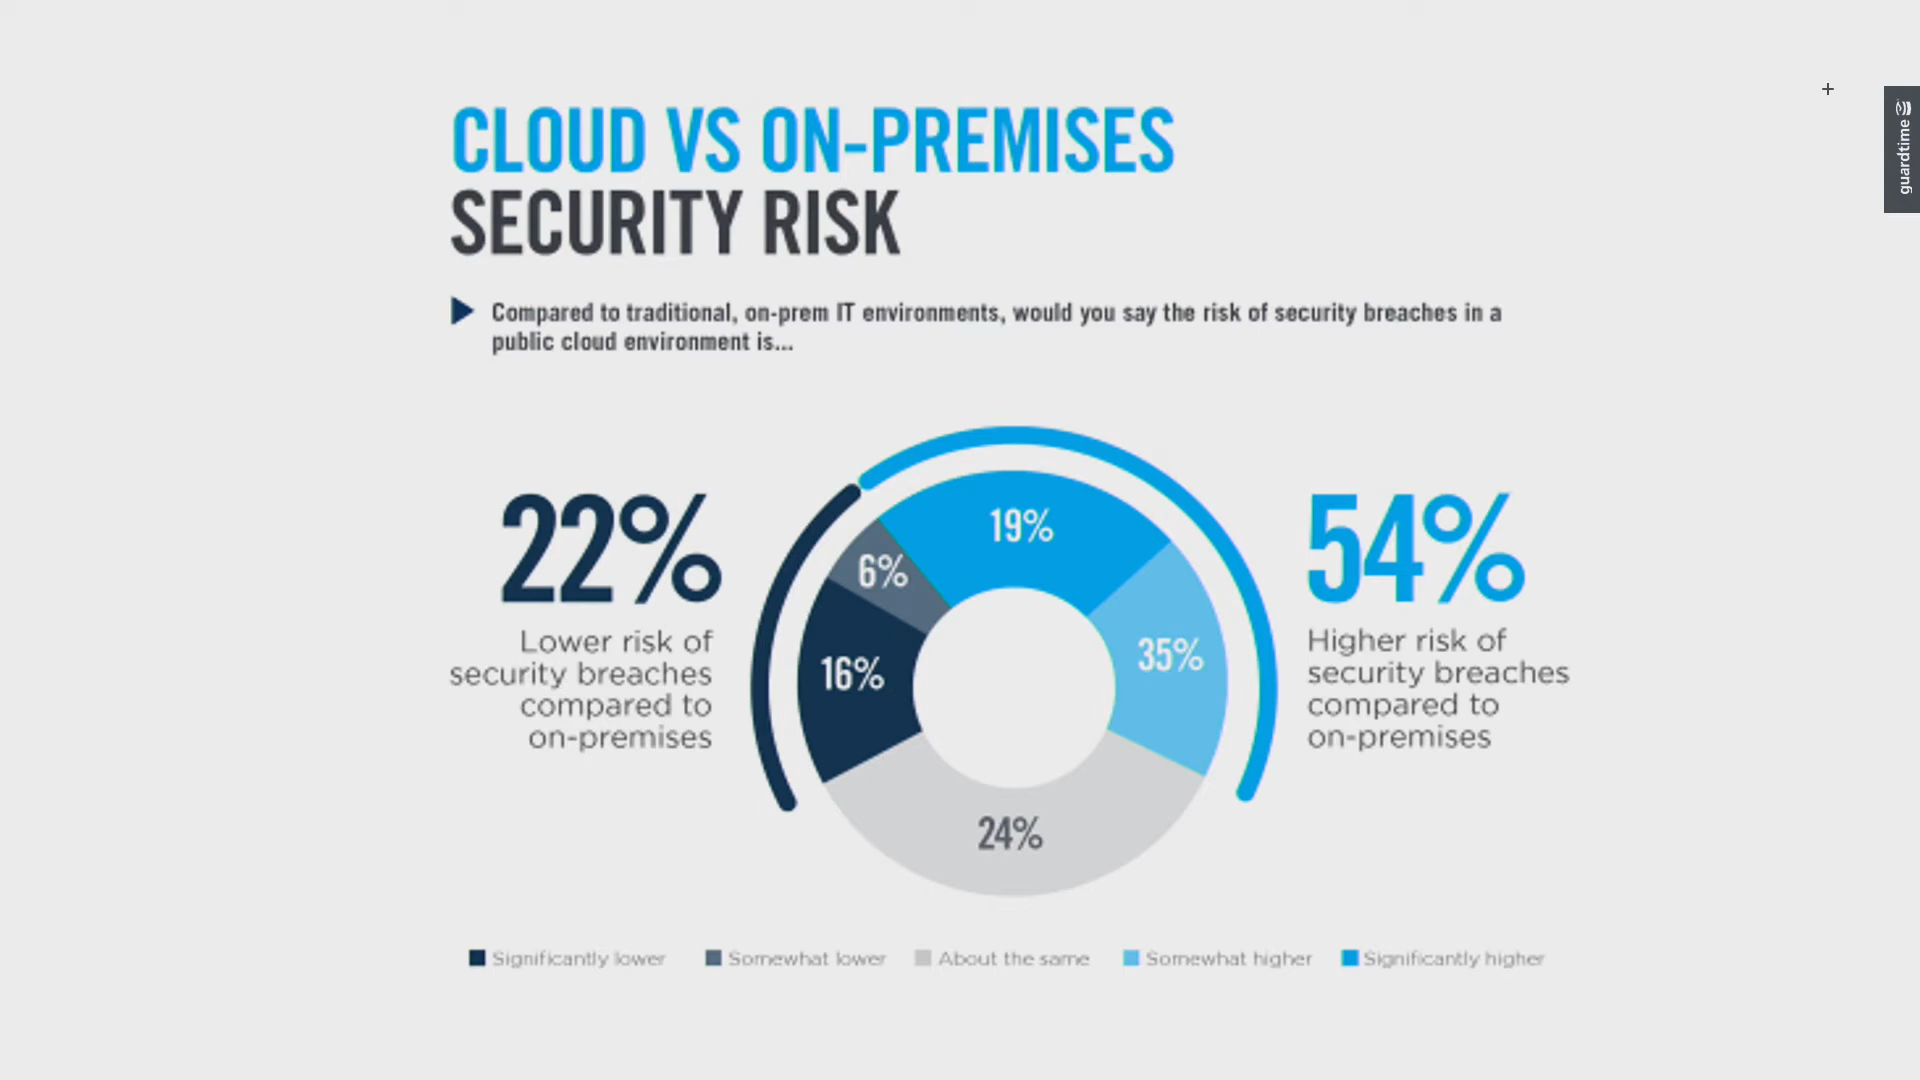 CLOUD VS ON-PREMISES
SECURITY RISK
Compared to traditional, on-prem IT environments, would you say the risk of security breaches in a
public cloud environment is...
22%
Lower risk of
security breaches
compared to
on-premises
19%
6%
16%
35%
24%
54%
Higher risk of
security breaches
compared to
on-premises
Significantly lower
Somewhat lower
About the same
Somewhat higher
Significantly higher
guardtime